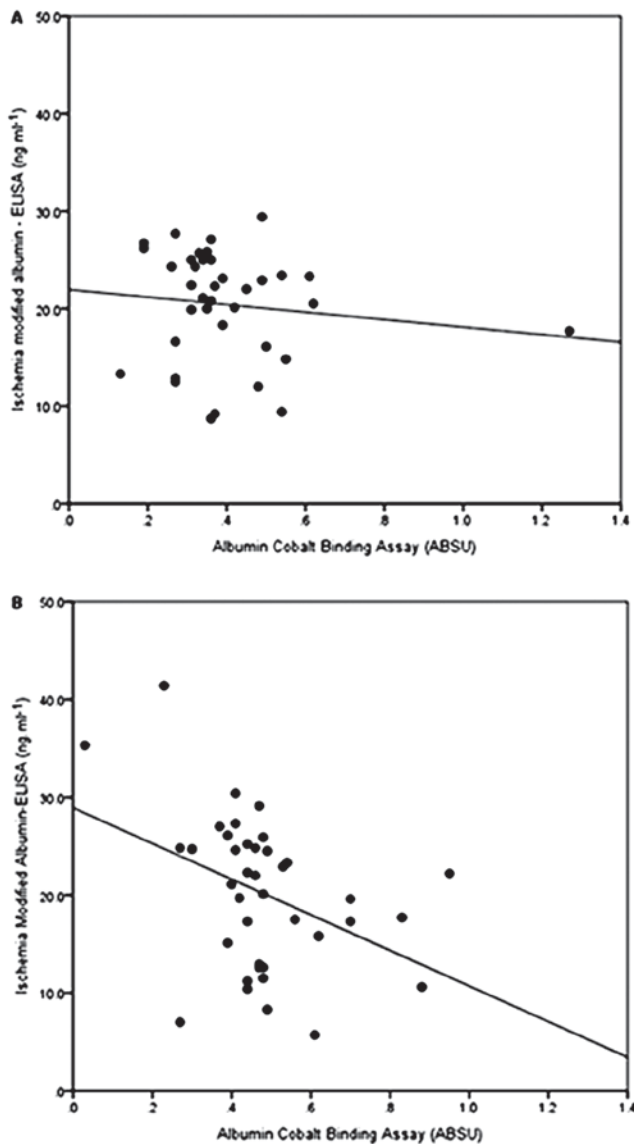 A
50.0
40.0
30.0
20.0
10.0
.0
.0 .2 .4 .6 .8 1.0 1.2 1.4
Ischemia modified albumin - ELISA (ng ml⁻¹)
Albumin Cobalt Binding Assay (ABSU)
B
50.0
40.0
30.0
20.0
10.0
.0
.0 .2 .4 .6 .8 1.0 1.2 1.4
Ischemia Modified Albumin-ELISA (ng ml⁻¹)
Albumin Cobalt Binding Assay (ABSU)